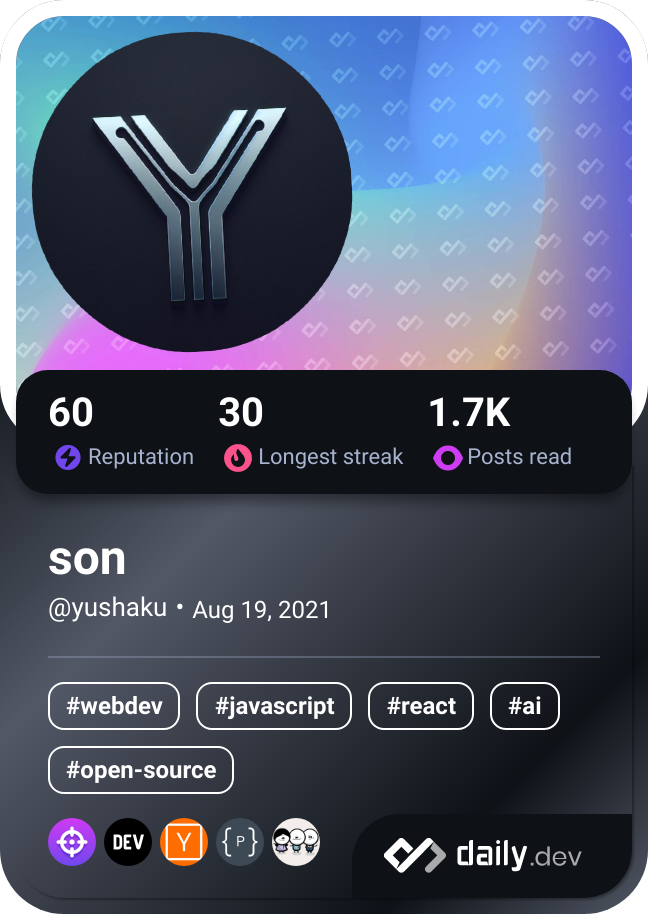 Y
60 30 1.7K
Reputation Longest streak Posts read
son
@yushaku • Aug 19, 2021
#webdev #javascript #react #ai
#open-source
DEV Y {P} daily.dev